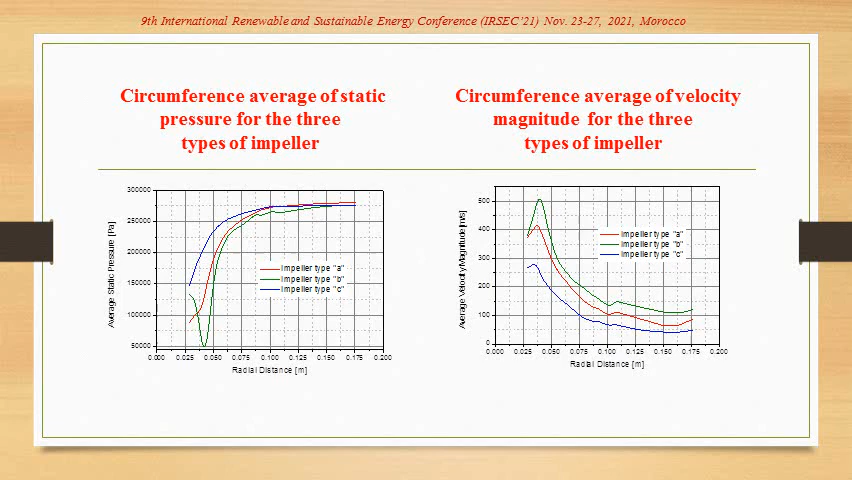 9th International Renewable and Sustainable Energy Conference (IRSEC'21) Nov. 23-27, 2021, Morocco
Circumference average of static
pressure for the three
types of impeller
300000
250000
200000
150000
100000
50000
Average Static Pressure [Pa]
Impeller type "a"
Impeller type "b"
Impeller type "c"
0.000 0.025 0.050 0.075 0.100 0.125 0.150 0.175 0.200
Radial Distance [m]
Circumference average of velocity
magnitude for the three
types of impeller
500
400
300
200
100
0
Average Velocity Magnitude[m/s]
Impeller type "a"
Impeller type "b"
Impeller type "c"
0.000 0.025 0.050 0.075 0.100 0.125 0.150 0.175 0.200
Radial Distance [m]